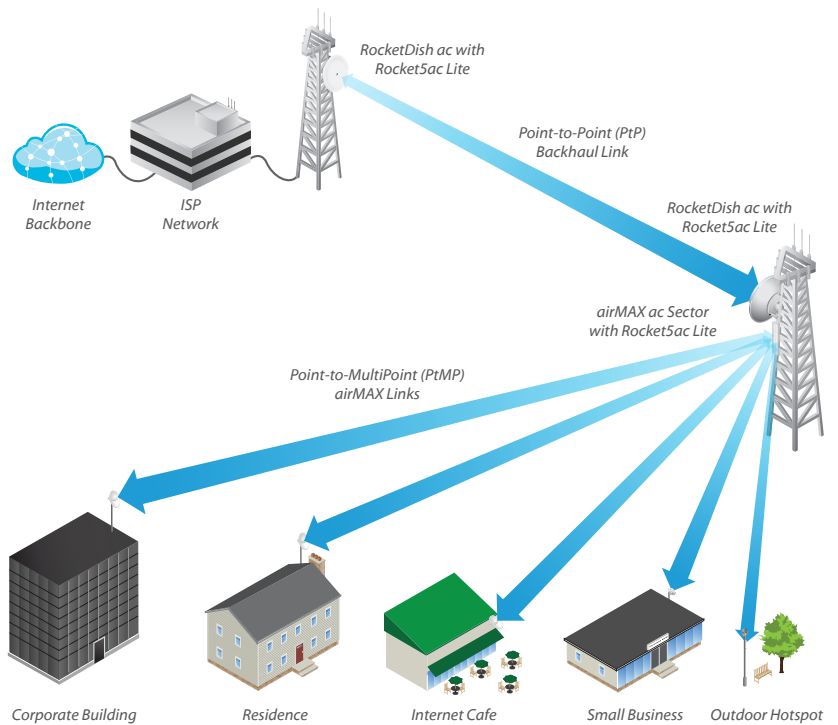 RocketDish ac with
Rocket5ac Lite
Point-to-Point (PtP)
Backhaul Link
Internet
Backbone
ISP
Network
RocketDish ac with
Rocket5ac Lite
airMAX ac Sector
with Rocket5ac Lite
Point-to-MultiPoint (PtMP)
airMAX Links
Corporate Building
Residence
Internet Cafe
Small Business
Outdoor Hotspot